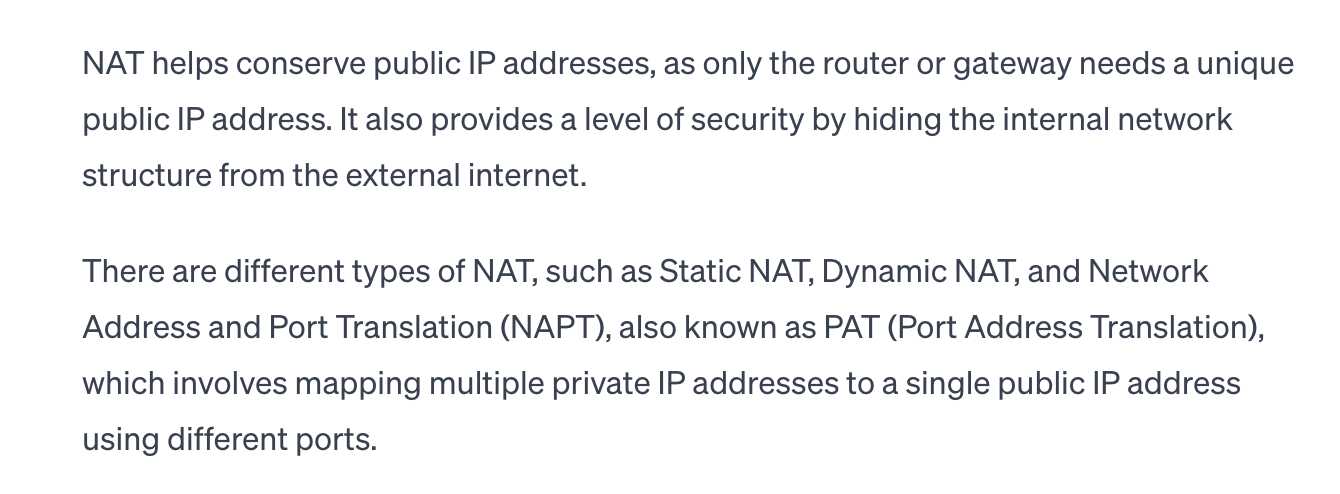 NAT helps conserve public IP addresses, as only the router or gateway needs a unique
public IP address. It also provides a level of security by hiding the internal network
structure from the external internet.
There are different types of NAT, such as Static NAT, Dynamic NAT, and Network
Address and Port Translation (NAPT), also known as PAT (Port Address Translation),
which involves mapping multiple private IP addresses to a single public IP address
using different ports.